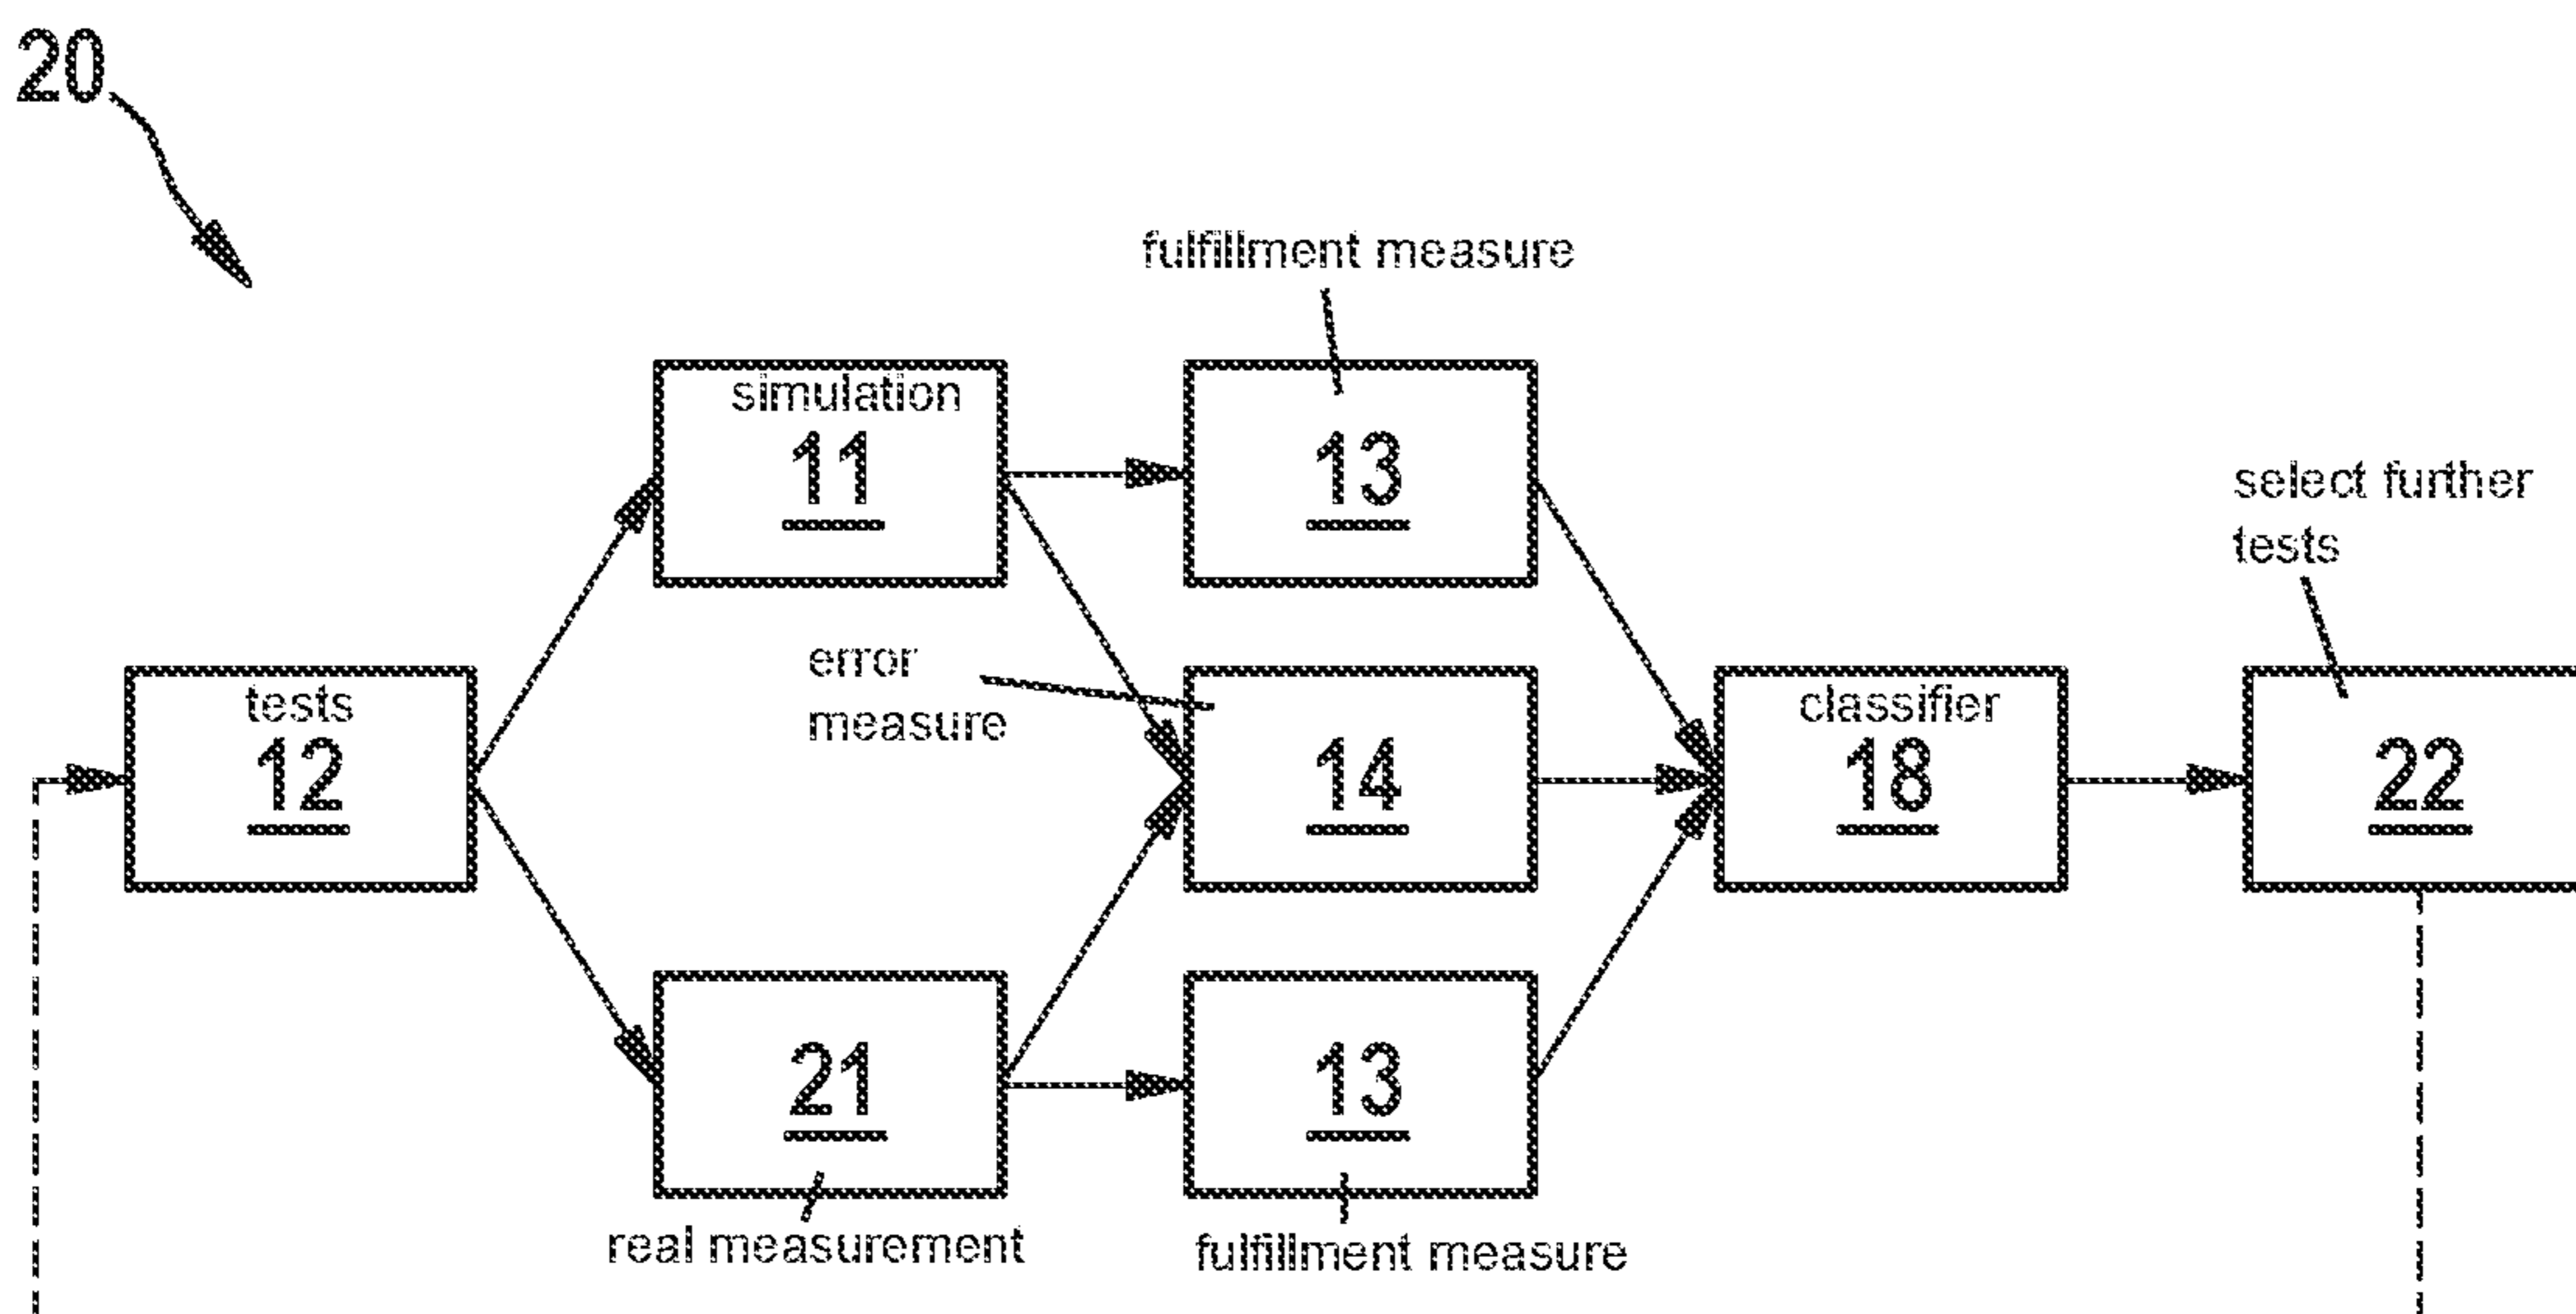 20
fulfillment measure
simulation
11
13
select further
tests
error
measure
tests
12
14
classifier
18
22
21
13
real measurement
fulfillment measure